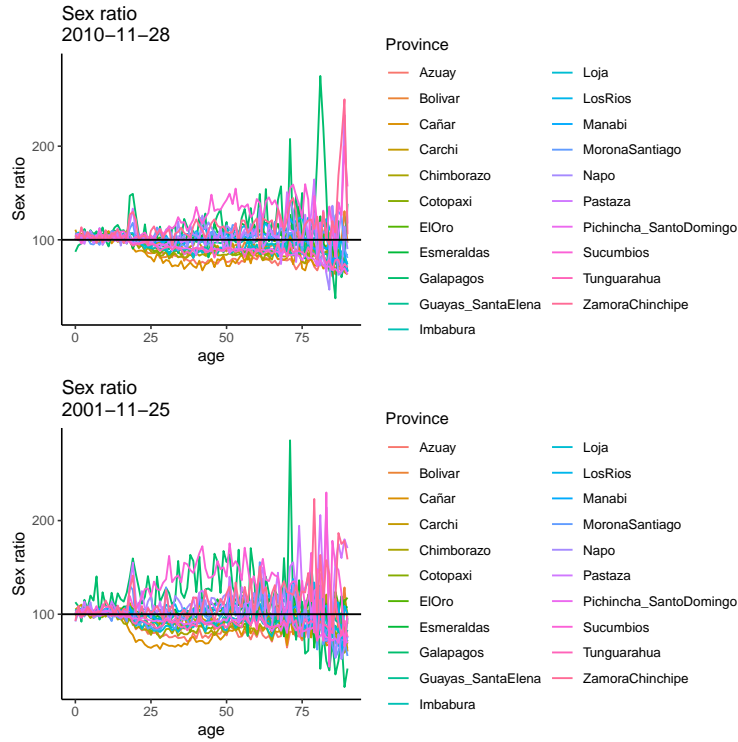 Sex ratio
2010−11−28
Sex ratio
200
100
0
25
50
75
age
Province
Azuay
Bolivar
Cañar
Carchi
Chimborazo
Cotopaxi
ElOro
Esmeraldas
Galapagos
Guayas_SantaElena
Imbabura
Loja
LosRios
Manabi
MoronaSantiago
Napo
Pastaza
Pichincha_SantoDomingo
Sucumbios
Tunguarahua
ZamoraChinchipe
Sex ratio
2001−11−25
Sex ratio
200
100
0
25
50
75
age
Province
Azuay
Bolivar
Cañar
Carchi
Chimborazo
Cotopaxi
ElOro
Esmeraldas
Galapagos
Guayas_SantaElena
Imbabura
Loja
LosRios
Manabi
MoronaSantiago
Napo
Pastaza
Pichincha_SantoDomingo
Sucumbios
Tunguarahua
ZamoraChinchipe